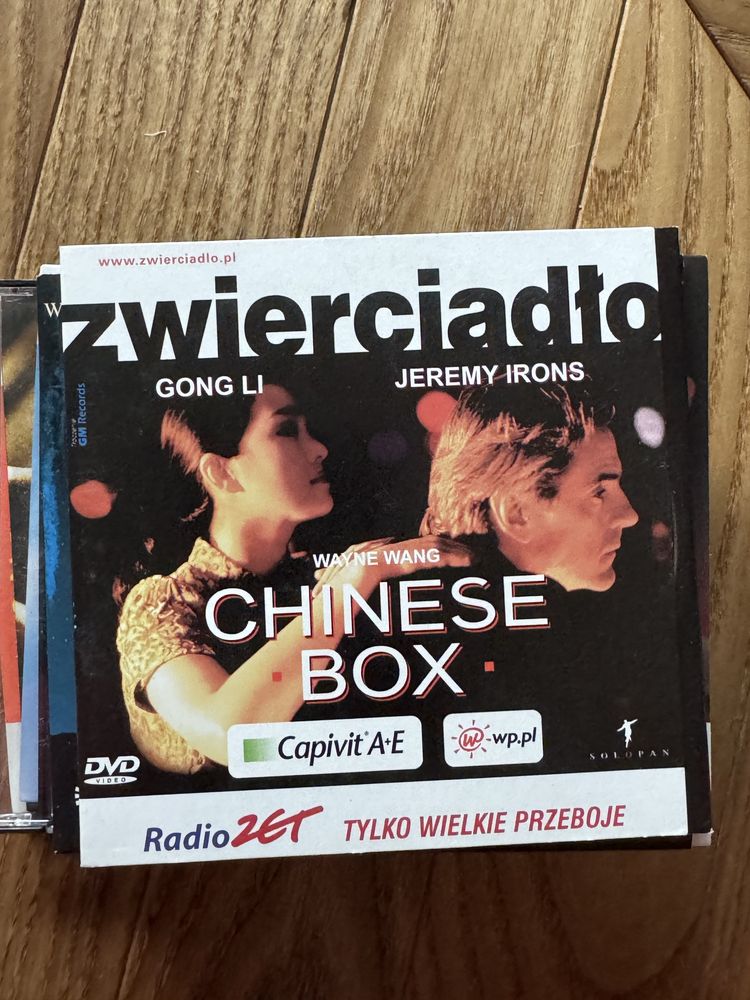 www.zwierciadlo.pl
zwierciadło
GONG LI
JEREMY IRONS
GM Records
WAYNE WANG
CHINESE
BOX
Capivit® A+E
w-wp.pl
DVD
VIDEO
SOLOPAN
Radio ZET
TYLKO WIELKIE PRZEBOJE
W